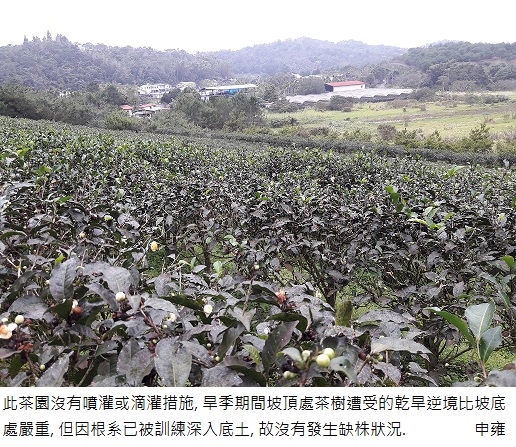 此茶園沒有噴灌或滴灌措施, 旱季期間坡頂處茶樹遭受的乾旱逆境比坡底
處嚴重, 但因根系已被訓練深入底土, 故沒有發生缺株狀況. 申雍